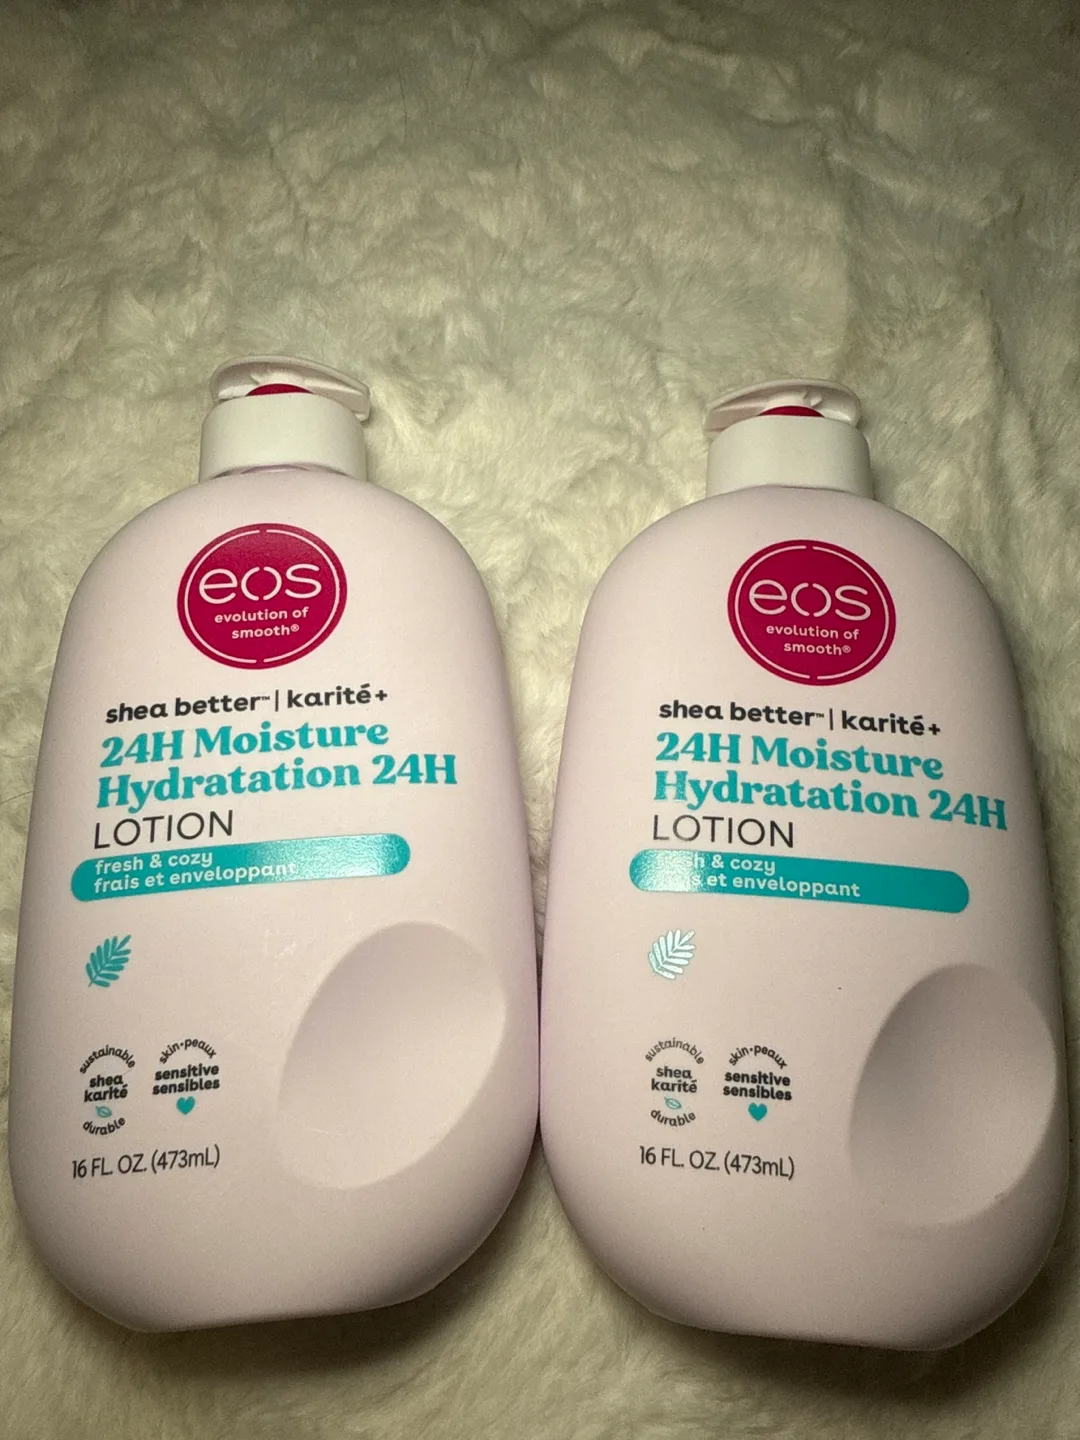 eos
evolution of
smooth®
shea better™ | karité+
24H Moisture
Hydratation 24H
LOTION
fresh & cozy
frais et enveloppant
sustainable
shea
karité
durable
skin•peaux
sensitive
sensibles
16 FL. OZ. (473mL)
eos
evolution of
smooth®
shea better™ | karité+
24H Moisture
Hydratation 24H
LOTION
& cozy
et enveloppant
sustainable
shea
karité
durable
skin•peaux
sensitive
sensibles
16 FL. OZ. (473mL)